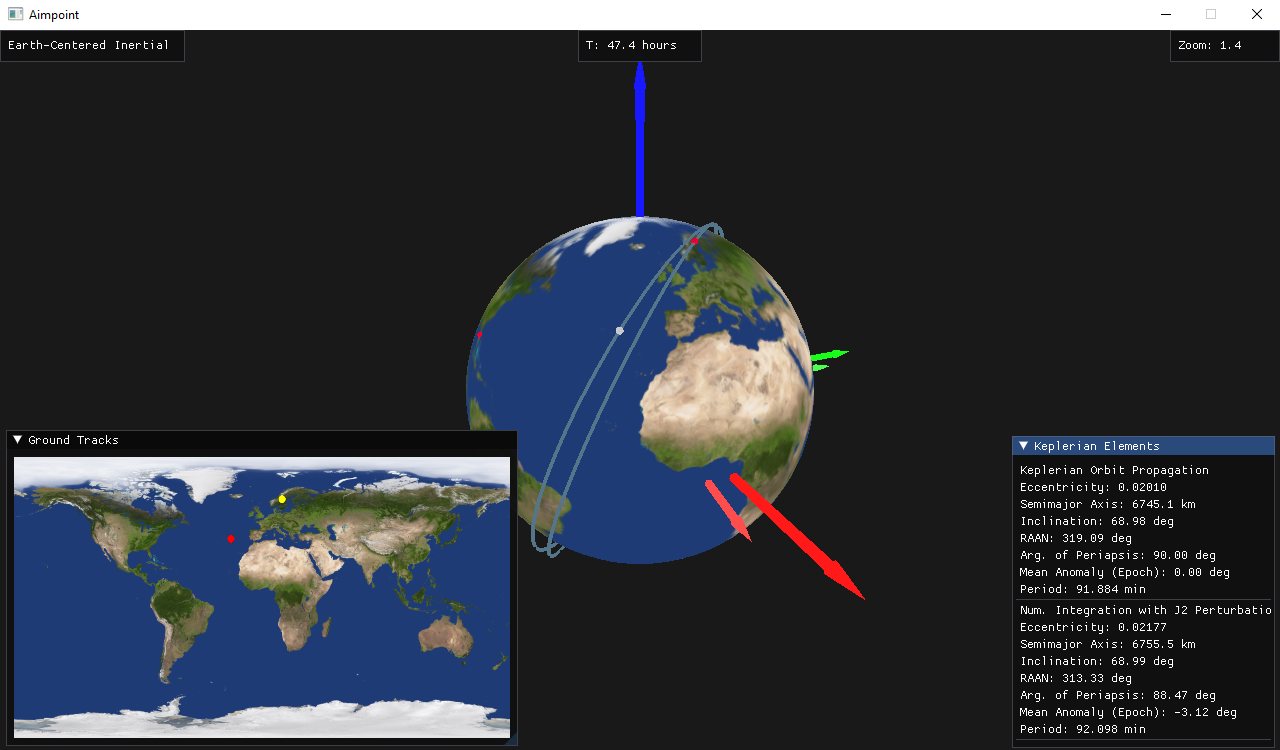 Aimpoint
Earth-Centered Inertial
T: 47.4 hours
Zoom: 1.4
Ground Tracks
Keplerian Elements
Keplerian Orbit Propagation
Eccentricity: 0.02010
Semimajor Axis: 6745.1 km
Inclination: 68.98 deg
RAAN: 319.09 deg
Arg. of Periapsis: 90.00 deg
Mean Anomaly (Epoch): 0.00 deg
Period: 91.884 min
Num. Integration with J2 Perturbatio
Eccentricity: 0.02177
Semimajor Axis: 6755.5 km
Inclination: 68.99 deg
RAAN: 313.33 deg
Arg. of Periapsis: 88.47 deg
Mean Anomaly (Epoch): -3.12 deg
Period: 92.098 min